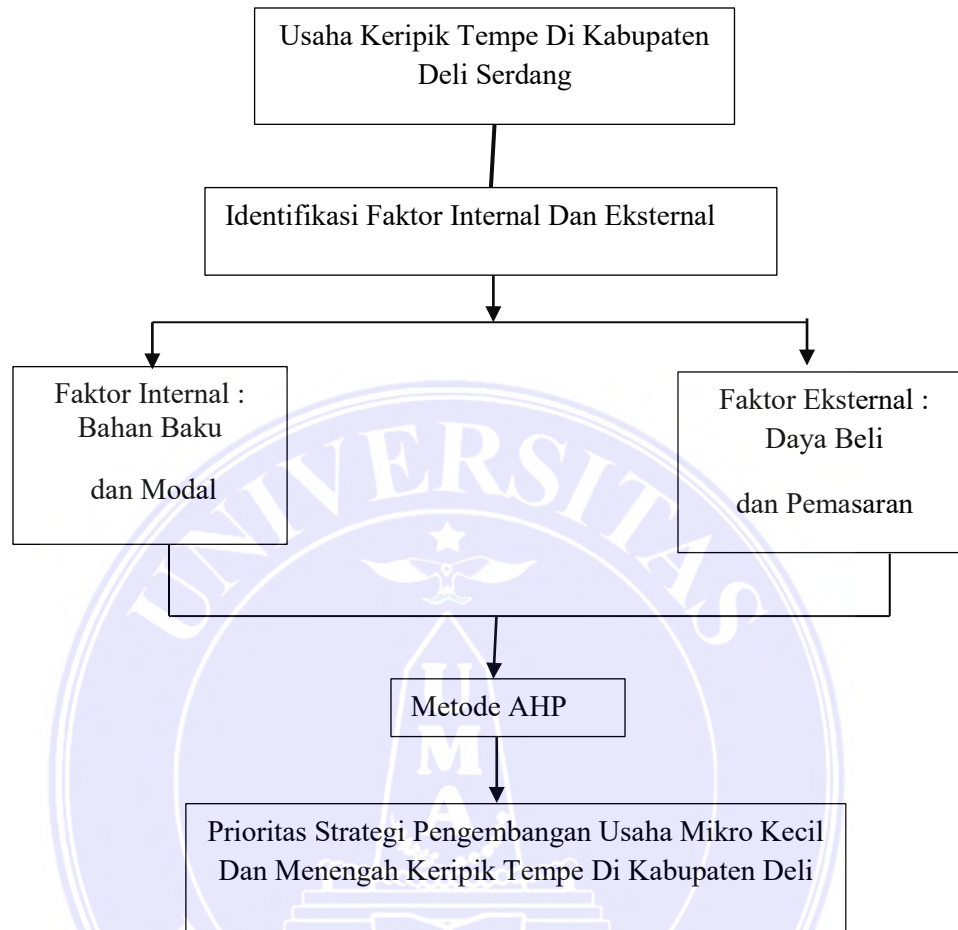 Usaha Keripik Tempe Di Kabupaten
Deli Serdang
Identifikasi Faktor Internal Dan Eksternal
Faktor Internal :
Bahan Baku
dan Modal
Faktor Eksternal :
Daya Beli
dan Pemasaran
UNIVERSITAS
U
M
A
Metode AHP
Prioritas Strategi Pengembangan Usaha Mikro Kecil
Dan Menengah Keripik Tempe Di Kabupaten Deli